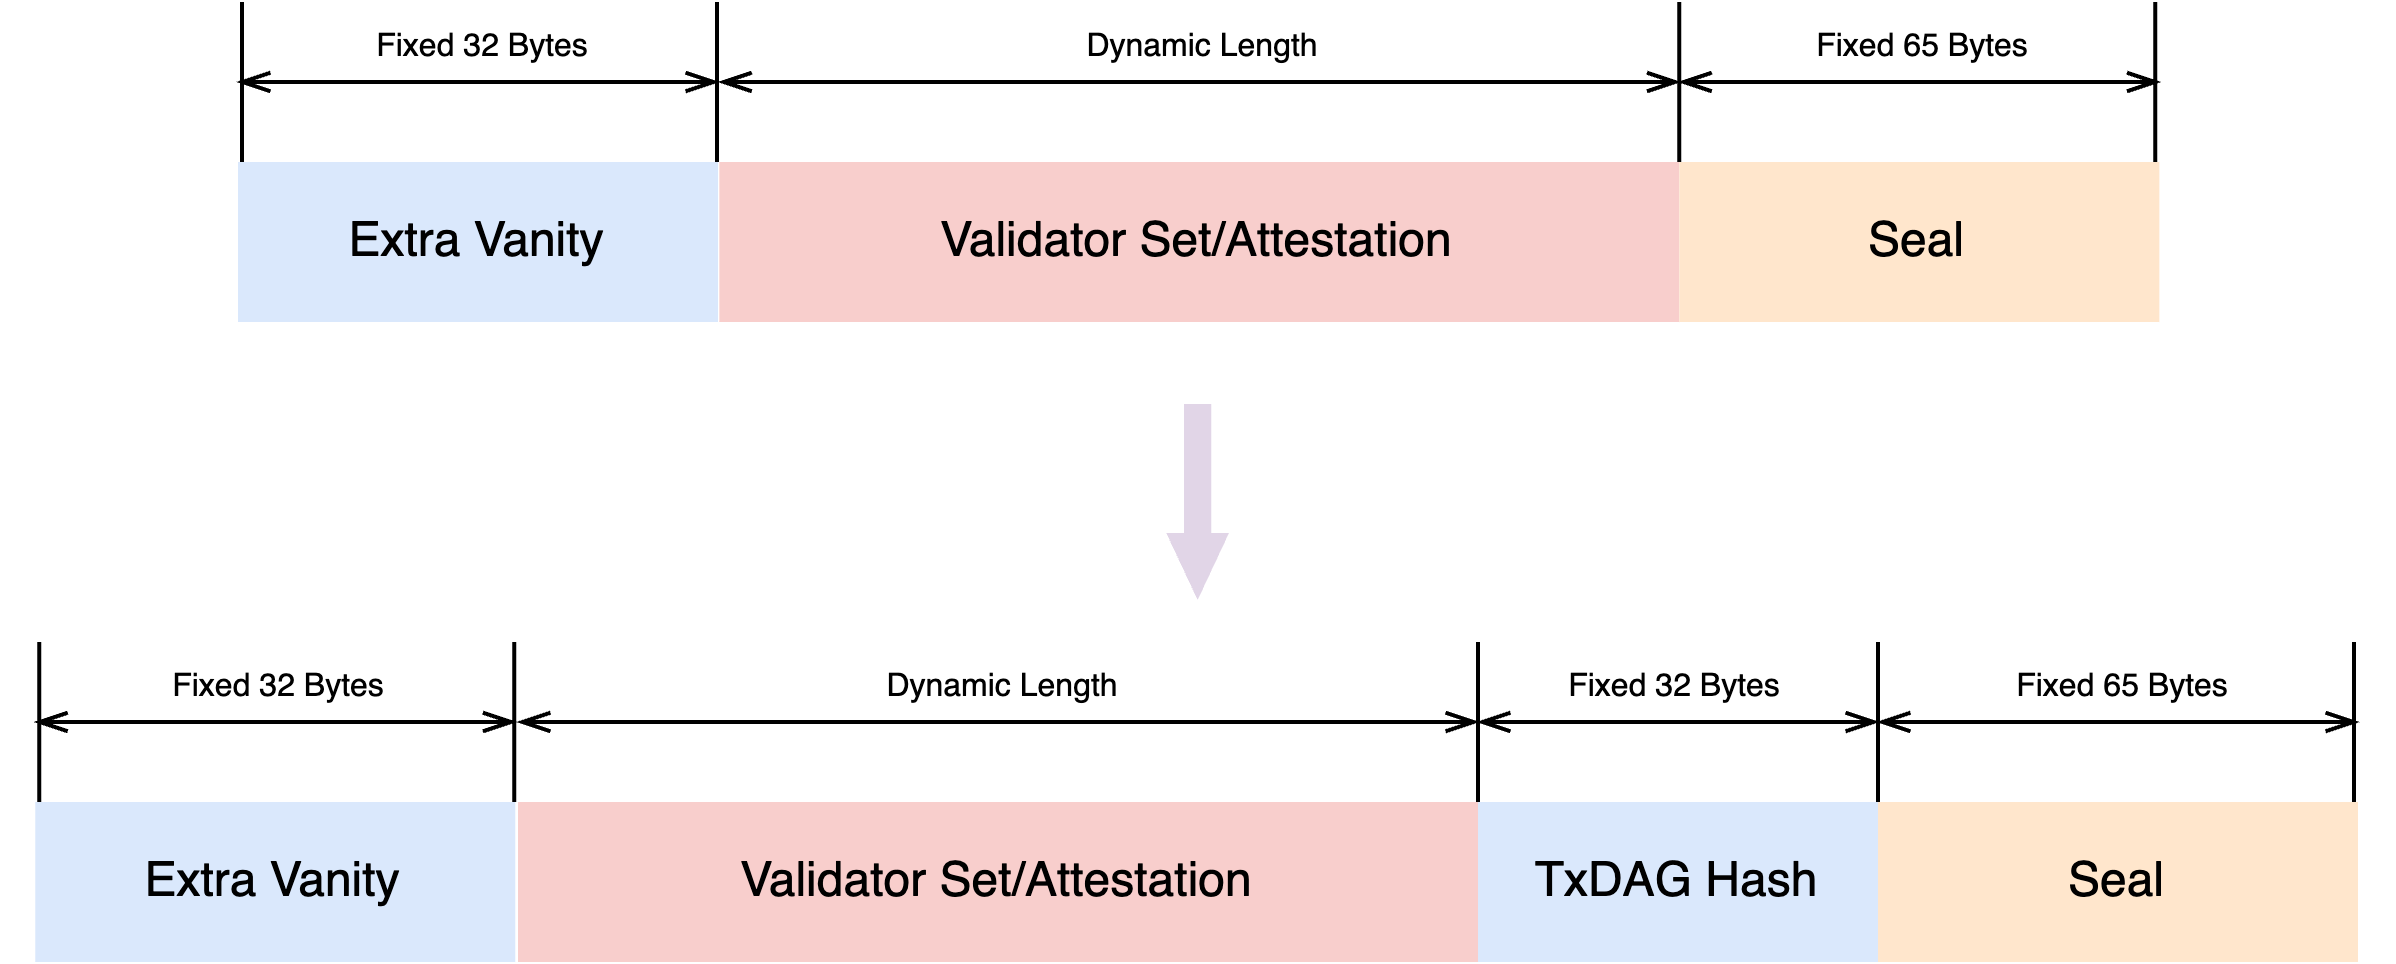 Fixed 32 Bytes
Dynamic Length
Fixed 65 Bytes
Extra Vanity
Validator Set/Attestation
Seal
Fixed 32 Bytes
Dynamic Length
Fixed 32 Bytes
Fixed 65 Bytes
Extra Vanity
Validator Set/Attestation
TxDAG Hash
Seal